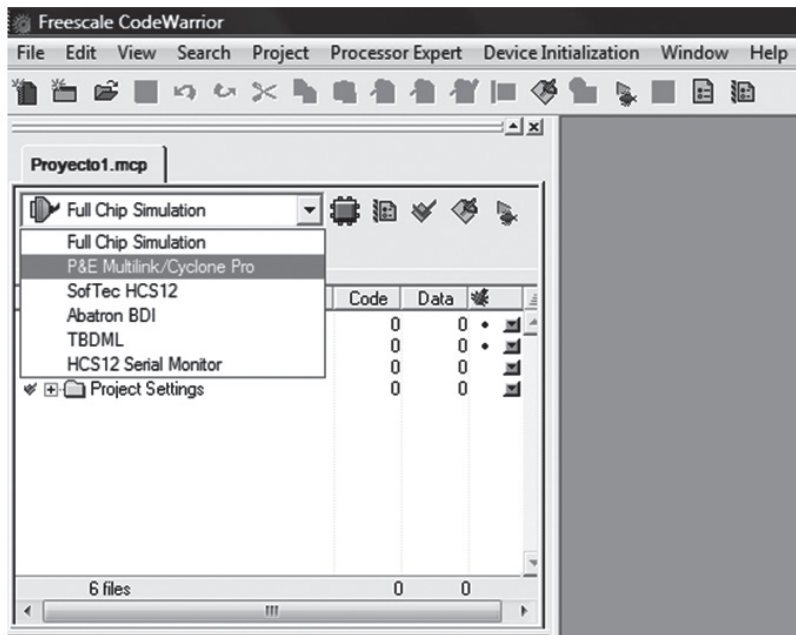 Freescale CodeWarrior
File Edit View Search Project Processor Expert Device Initialization Window Help
Proyecto1.mcp
Full Chip Simulation
Full Chip Simulation
P&E Multilink/Cyclone Pro
SofTec HCS12
Abatron BDI
TBDML
HCS12 Serial Monitor
Code Data
0 0
0 0
0 0
Project Settings 0 0
6 files 0 0